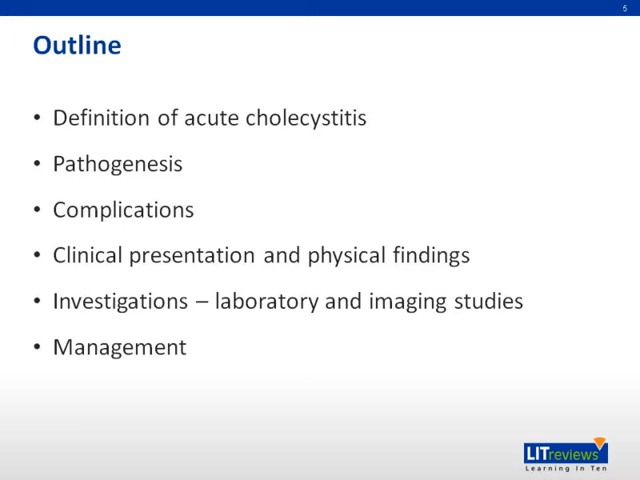 5
Outline
• Definition of acute cholecystitis
• Pathogenesis
• Complications
• Clinical presentation and physical findings
• Investigations – laboratory and imaging studies
• Management
LITreviews
Learning In Ten